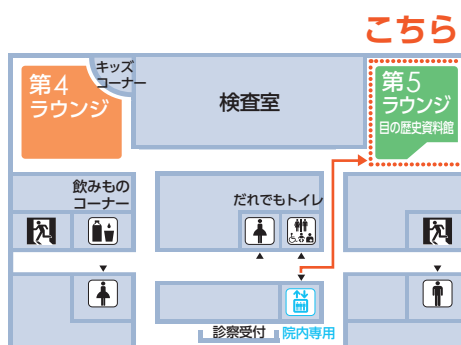 こちら
第4
ラウンジ
キッズ
コーナー
検査室
第5
ラウンジ
目の歴史資料館
飲みもの
コーナー
だれでもトイレ
診察受付
院内専用